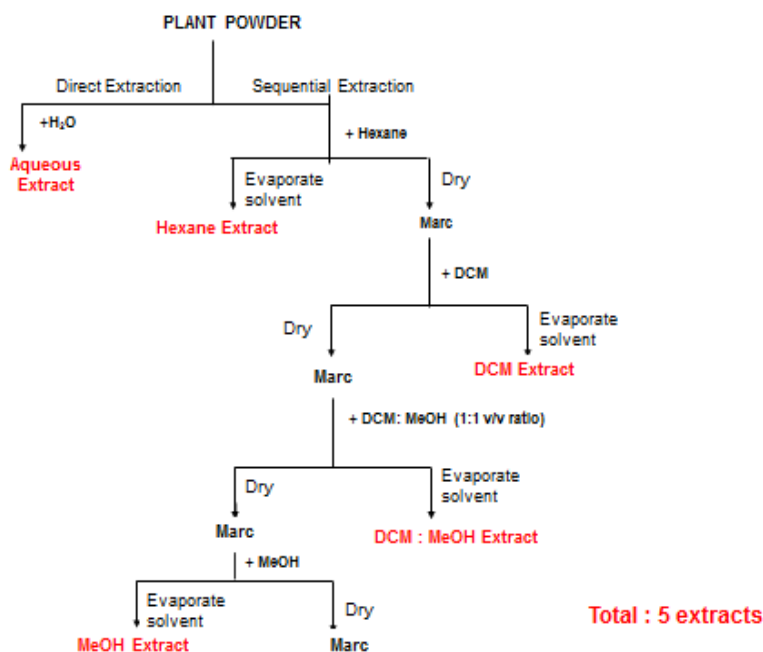 PLANT POWDER
Direct Extraction
Sequential Extraction
+H₂O
+ Hexane
Aqueous
Extract
Evaporate
solvent
Dry
Hexane Extract
Marc
+ DCM
Dry
Evaporate
solvent
Marc
DCM Extract
+ DCM: MeOH (1:1 v/v ratio)
Dry
Evaporate
solvent
Marc
DCM : MeOH Extract
+ MeOH
Evaporate
solvent
Dry
Total : 5 extracts
MeOH Extract
Marc